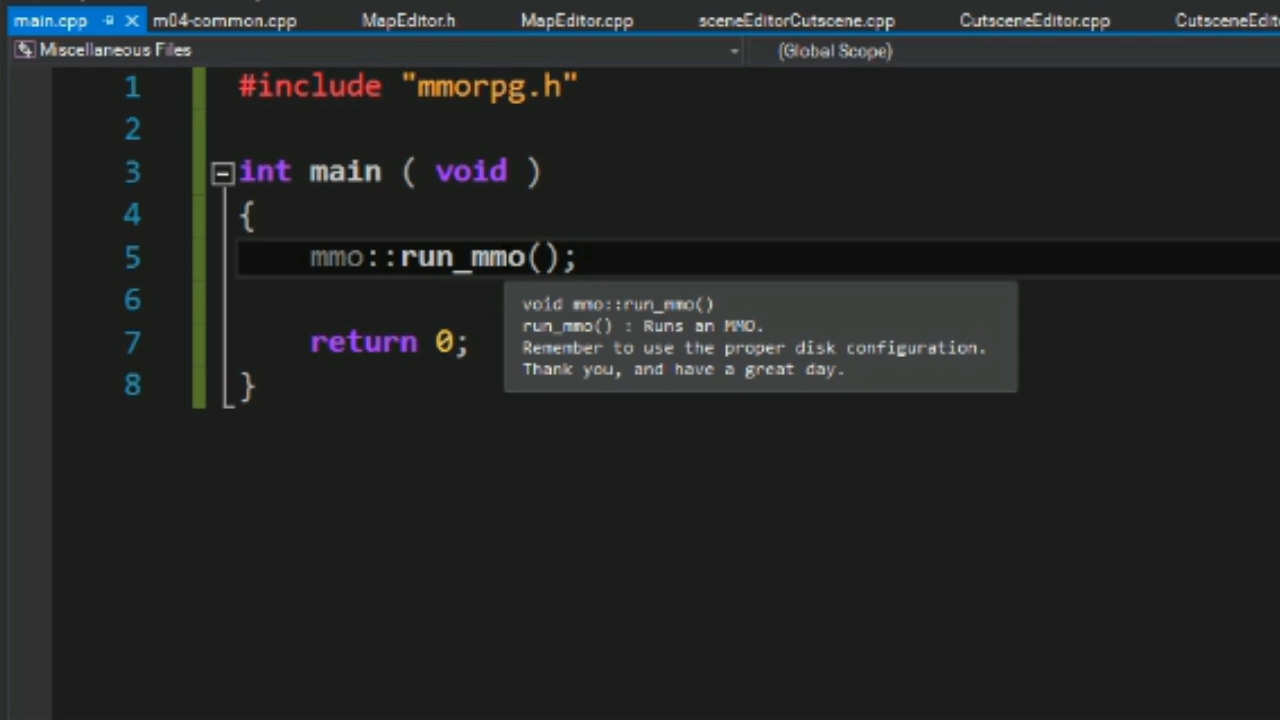 main.cpp m04-common.cpp MapEditor.h MapEditor.cpp sceneEditorCutscene.cpp CutsceneEditor.cpp CutsceneEdit
Miscellaneous Files (Global Scope)
1 #include "mmorpg.h"
2
3 int main ( void )
4 {
5 mmo::run_mmo();
6
7 return 0;
8 }
void mmo::run_mmo()
run_mmo() : Runs an MMO.
Remember to use the proper disk configuration.
Thank you, and have a great day.